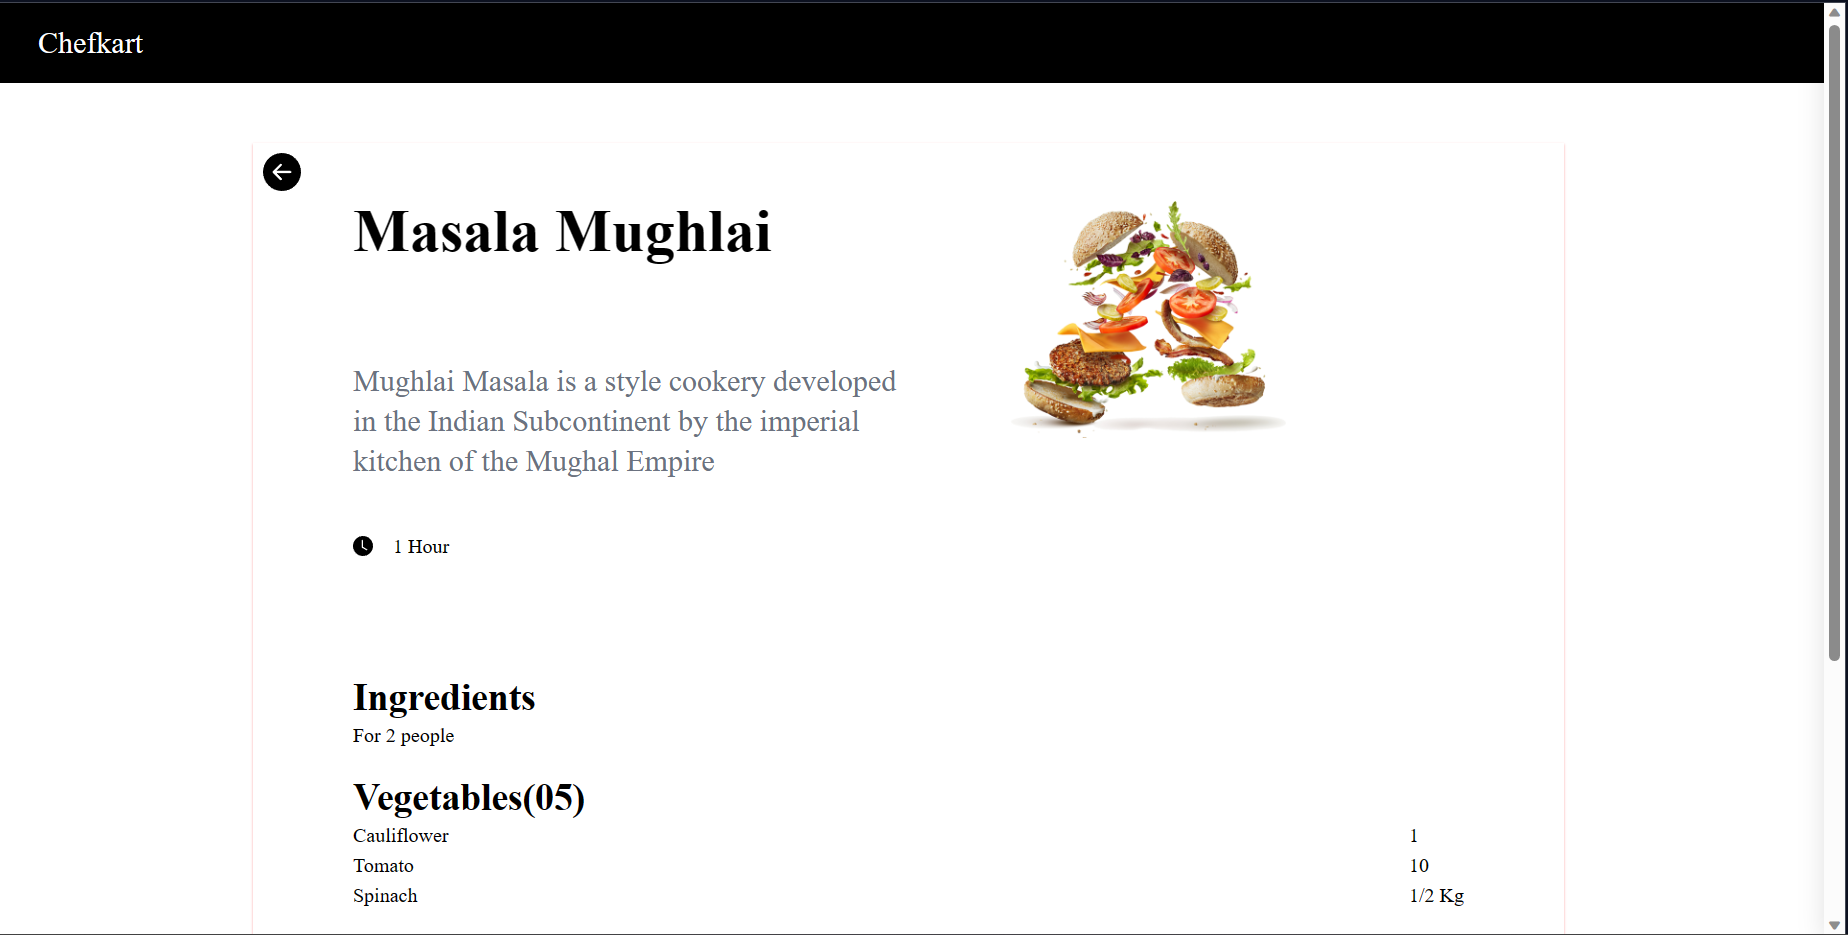 Chefkart
Masala Mughlai
Mughlai Masala is a style cookery developed
in the Indian Subcontinent by the imperial
kitchen of the Mughal Empire
1 Hour
Ingredients
For 2 people
Vegetables(05)
Cauliflower 1
Tomato 10
Spinach 1/2 Kg